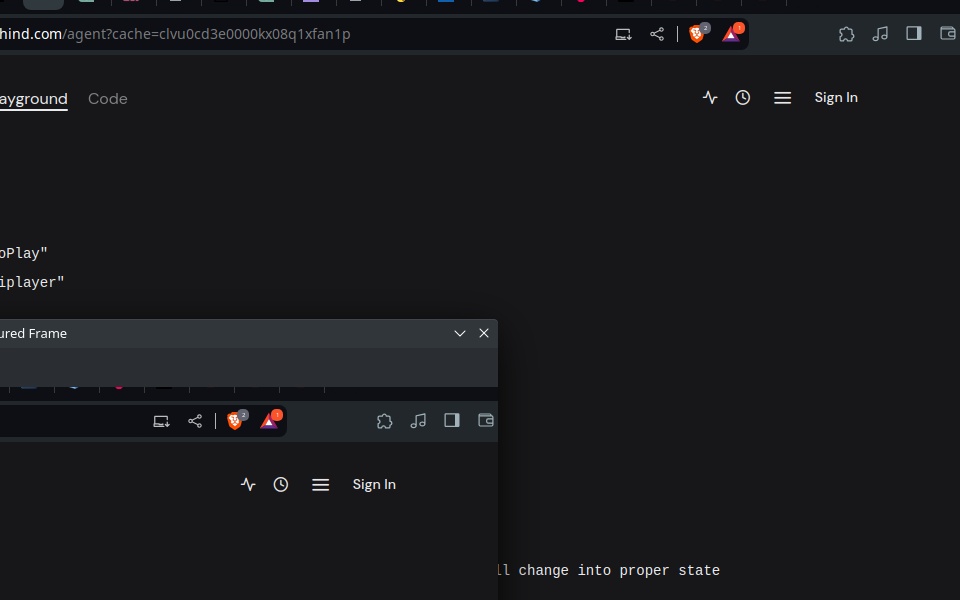 hind.com/agent?cache=clvu0cd3e0000kx08q1xfan1p
2
1
ayground Code Sign In
oPlay"
iplayer"
ured Frame
2
1
Sign In
ll change into proper state